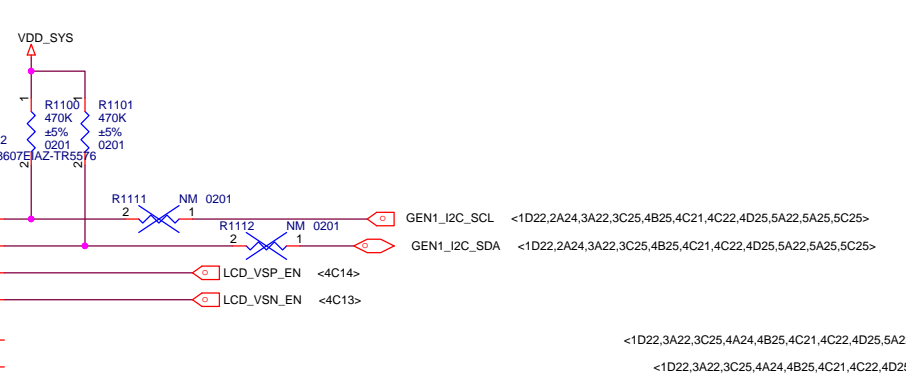 VDD_SYS
1
1
R1100
470K
±5%
0201
R1101
470K
±5%
0201
2
3607EIAZ-TR5576
2
2
R1111
NM 0201
2
1
GEN1_I2C_SCL <1D22,2A24,3A22,3C25,4B25,4C21,4C22,4D25,5A22,5A25,5C25>
R1112
NM 0201
2
1
GEN1_I2C_SDA <1D22,2A24,3A22,3C25,4B25,4C21,4C22,4D25,5A22,5A25,5C25>
LCD_VSP_EN <4C14>
LCD_VSN_EN <4C13>
<1D22,3A22,3C25,4A24,4B25,4C21,4C22,4D25,5A2
<1D22,3A22,3C25,4A24,4B25,4C21,4C22,4D25